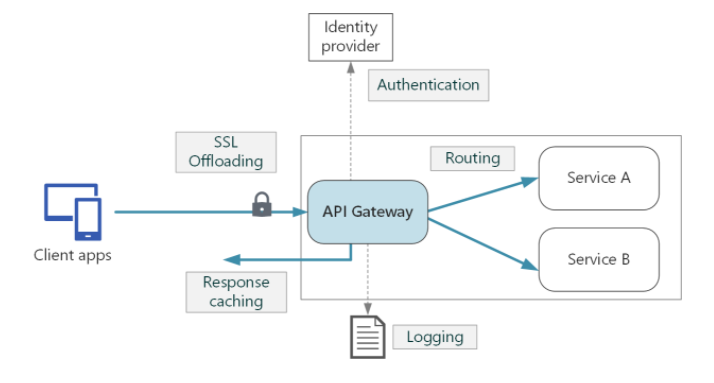 Identity
provider
Authentication
SSL
Offloading
Routing
Service A
API Gateway
Client apps
Service B
Response
caching
Logging